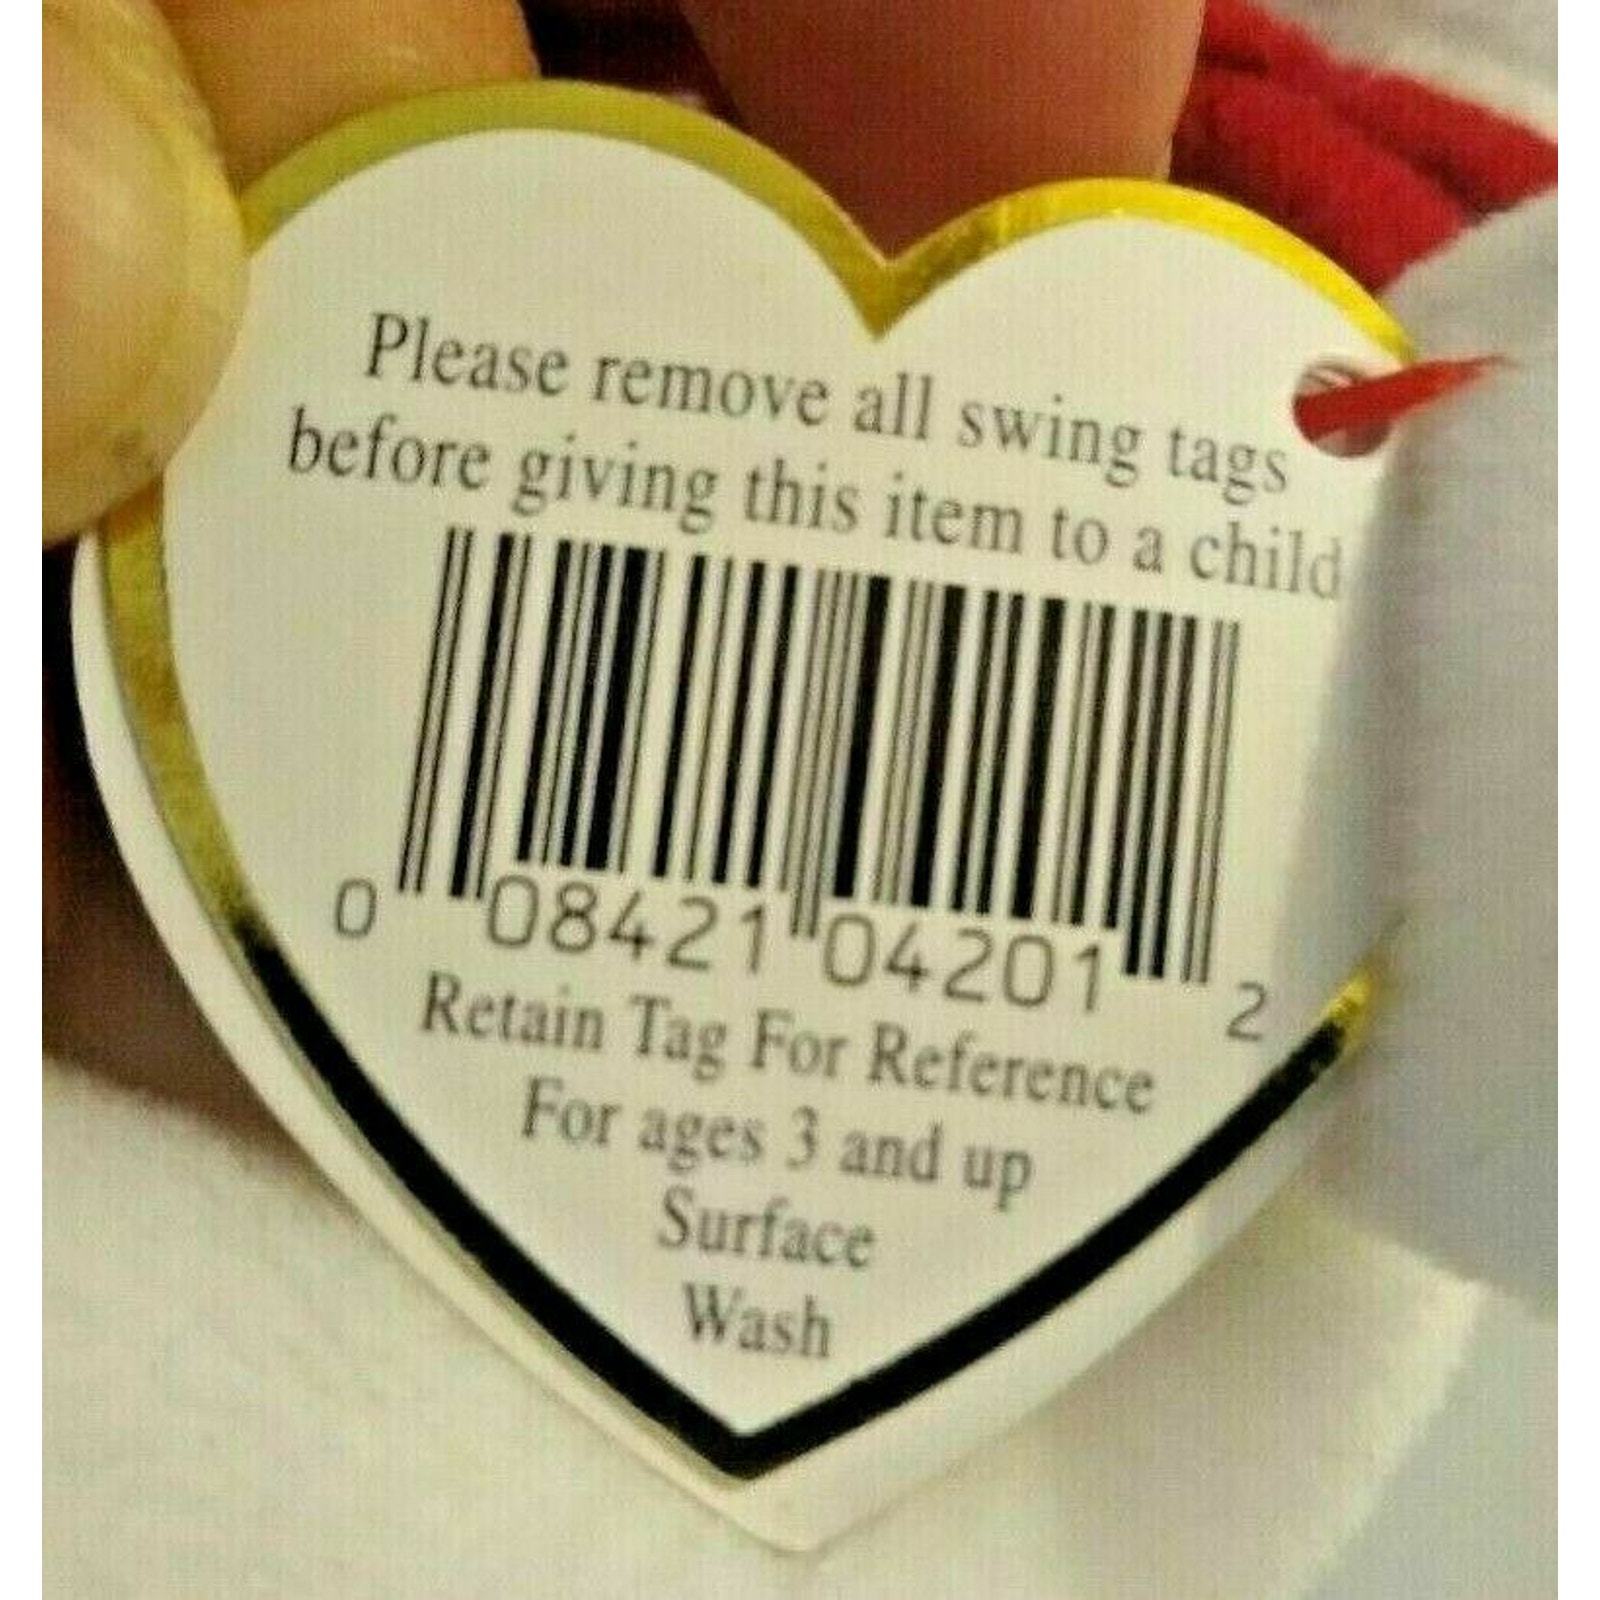 Please remove all swing tags
before giving this item to a child
0 08421 04201 2
Retain Tag For Reference
For ages 3 and up
Surface
Wash